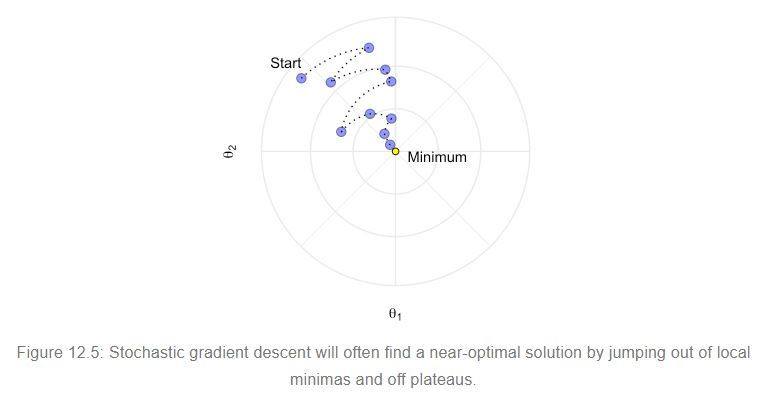 Start
θ2
Minimum
θ1
Figure 12.5: Stochastic gradient descent will often find a near-optimal solution by jumping out of local
minimas and off plateaus.